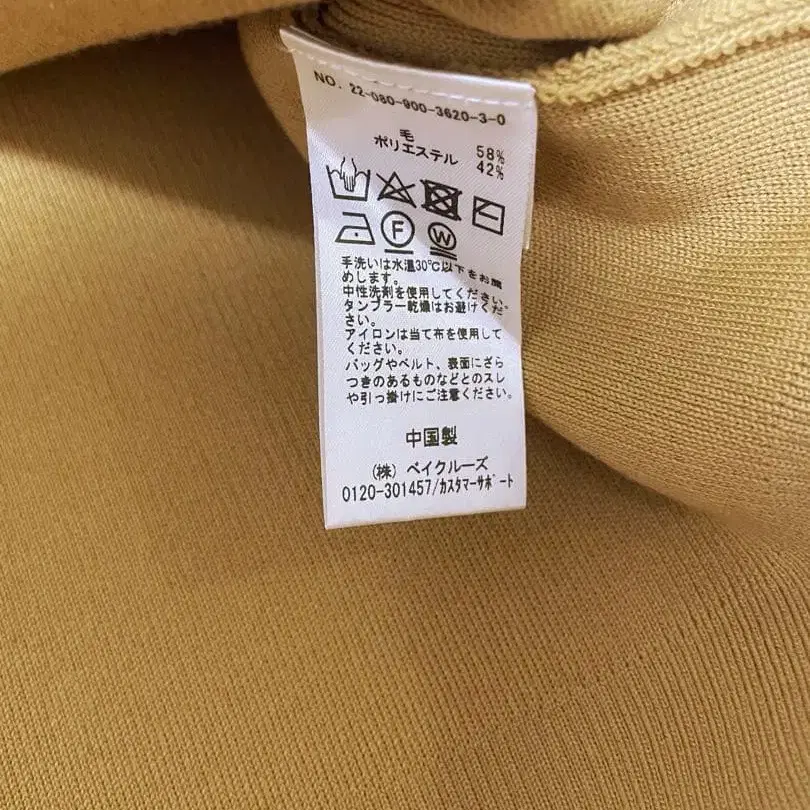 NO. 22-080-900-3620-3-0
毛 58%
ポリエステル 42%
F W
手洗いは水温30℃以下をお勧
めします。
中性洗剤を使用してください。
タンブラー乾燥はお避けくだ
さい。
アイロンは当て布を使用して
ください。
バッグやベルト、表面にざら
つきのあるものなどとのスレ
や引っ掛けにご注意ください。
中国製
(株) ベイクルーズ
0120-301457/ｶｽﾀﾏｰｻﾎﾟｰﾄ